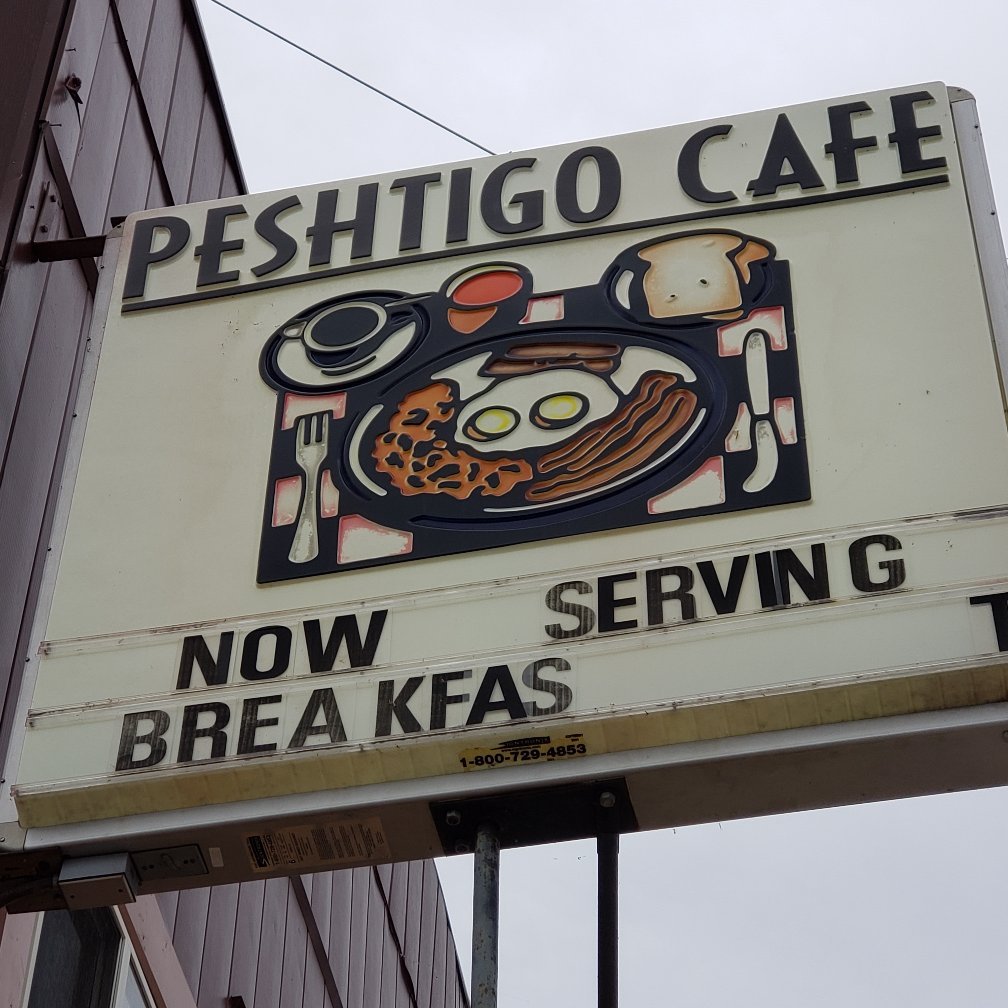 PESHTIGO CAFE
NOW SERVING
BREAKFAS T
1-800-729-4853